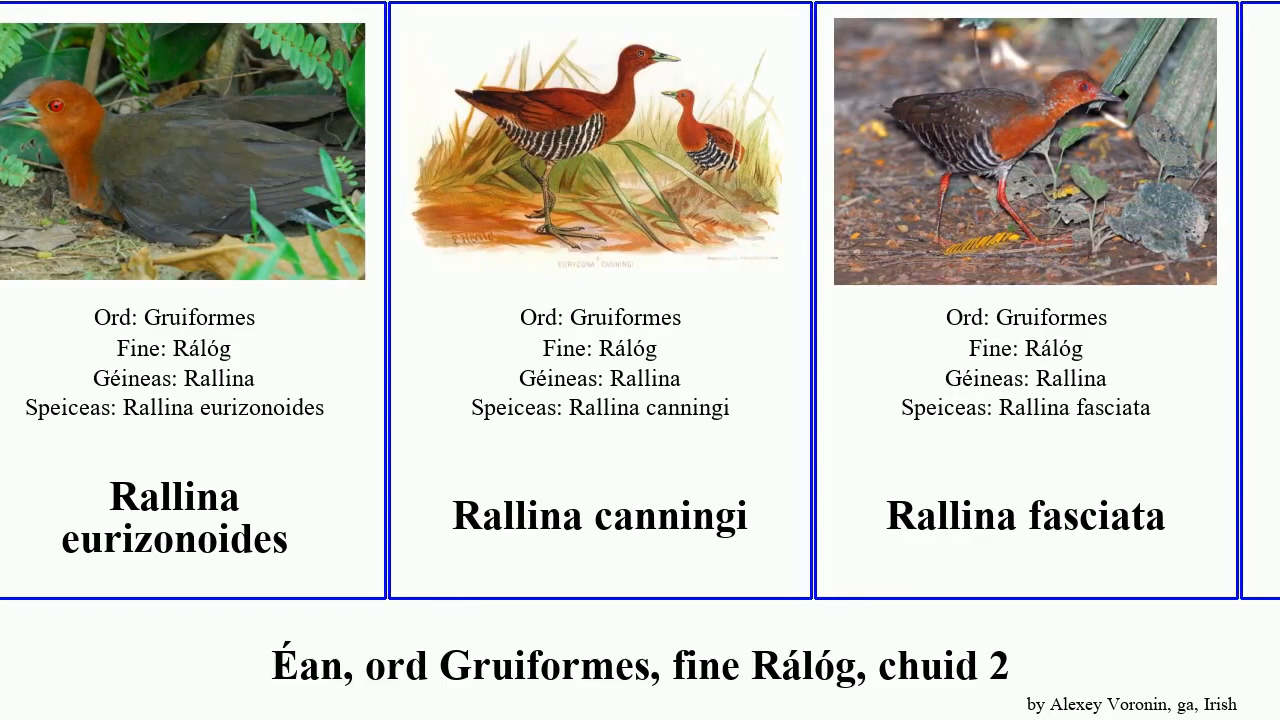 EURYZONA CANNINGI
Ord: Gruiformes
Fine: Rálóg
Géineas: Rallina
Speiceas: Rallina eurizonoides
Rallina
eurizonoides
Ord: Gruiformes
Fine: Rálóg
Géineas: Rallina
Speiceas: Rallina canningi
Rallina canningi
Ord: Gruiformes
Fine: Rálóg
Géineas: Rallina
Speiceas: Rallina fasciata
Rallina fasciata
Éan, ord Gruiformes, fine Rálóg, chuid 2
by Alexey Voronin, ga, Irish